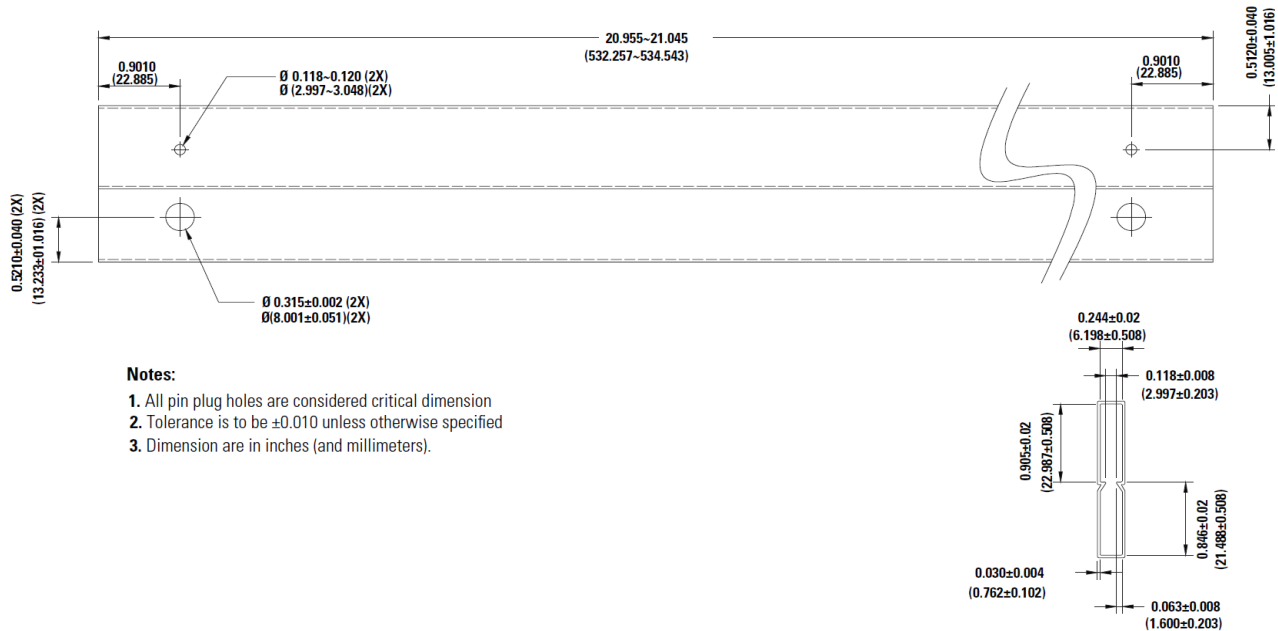 20.955~21.045
(532.257~534.543)
0.9010
(22.885)
Ø 0.118~0.120 (2X)
Ø (2.997~3.048)(2X)
0.9010
(22.885)
0.5120±0.040
(13.005±1.016)
0.5210±0.040 (2X)
(13.233±01.016) (2X)
Ø 0.315±0.002 (2X)
Ø(8.001±0.051)(2X)
Notes:
1. All pin plug holes are considered critical dimension
2. Tolerance is to be ±0.010 unless otherwise specified
3. Dimension are in inches (and millimeters).
0.244±0.02
(6.198±0.508)
0.118±0.008
(2.997±0.203)
0.905±0.02
(22.987±0.508)
0.846±0.02
(21.488±0.508)
0.030±0.004
(0.762±0.102)
0.063±0.008
(1.600±0.203)